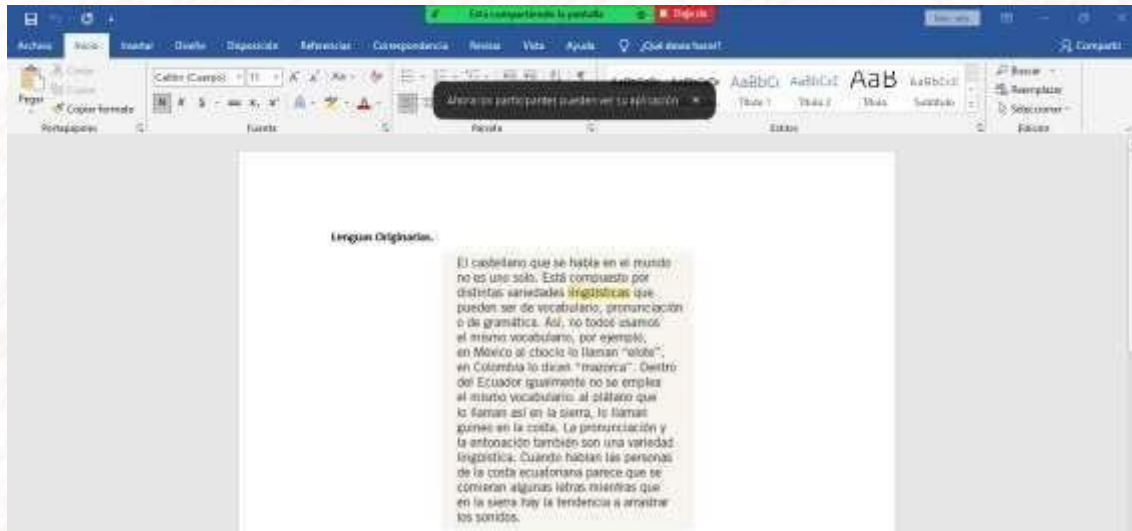 Está compartiendo la pantalla
Archivo Inicio Insertar Diseño Disposición Referencias Correspondencia Revisar Vista Ayuda ¿Qué desea hacer?
Compartir
Pegar
Cortar
Copiar
Copiar formato
Portapapeles
Calibri (Cuerpo) 11
Fuente
Párrafo
Ahora los participantes pueden ver su aplicación
AaBbC AaBbCcI AaB AaBbCcI
Título 1 Título 2 Título Subtítulo
Estilos
Buscar
Reemplazar
Seleccionar
Edición
Lenguas Originarias.
El castellano que se habla en el mundo
no es uno solo. Está compuesto por
distintas variedades lingüísticas que
pueden ser de vocabulario, pronunciación
o de gramática. Así, no todos usamos
el mismo vocabulario, por ejemplo,
en México al choclo lo llaman "elote",
en Colombia lo dicen "mazorca". Dentro
del Ecuador igualmente no se emplea
el mismo vocabulario: al plátano que
lo llaman así en la sierra, lo llaman
guineo en la costa. La pronunciación y
la entonación también son una variedad
lingüística. Cuando hablan las personas
de la costa ecuatoriana parece que se
comieran algunas letras mientras que
en la sierra hay la tendencia a arrastrar
los sonidos.